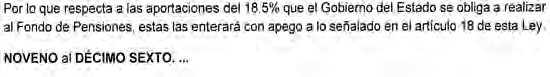 Por lo que respecta a las aportaciones del 18.5% que el Gobierno del Estado se obliga a realizar
al Fondo de Pensiones, estas las enterará con apego a lo señalado en el artículo 18 de esta Ley.
NOVENO al DÉCIMO SEXTO. ...